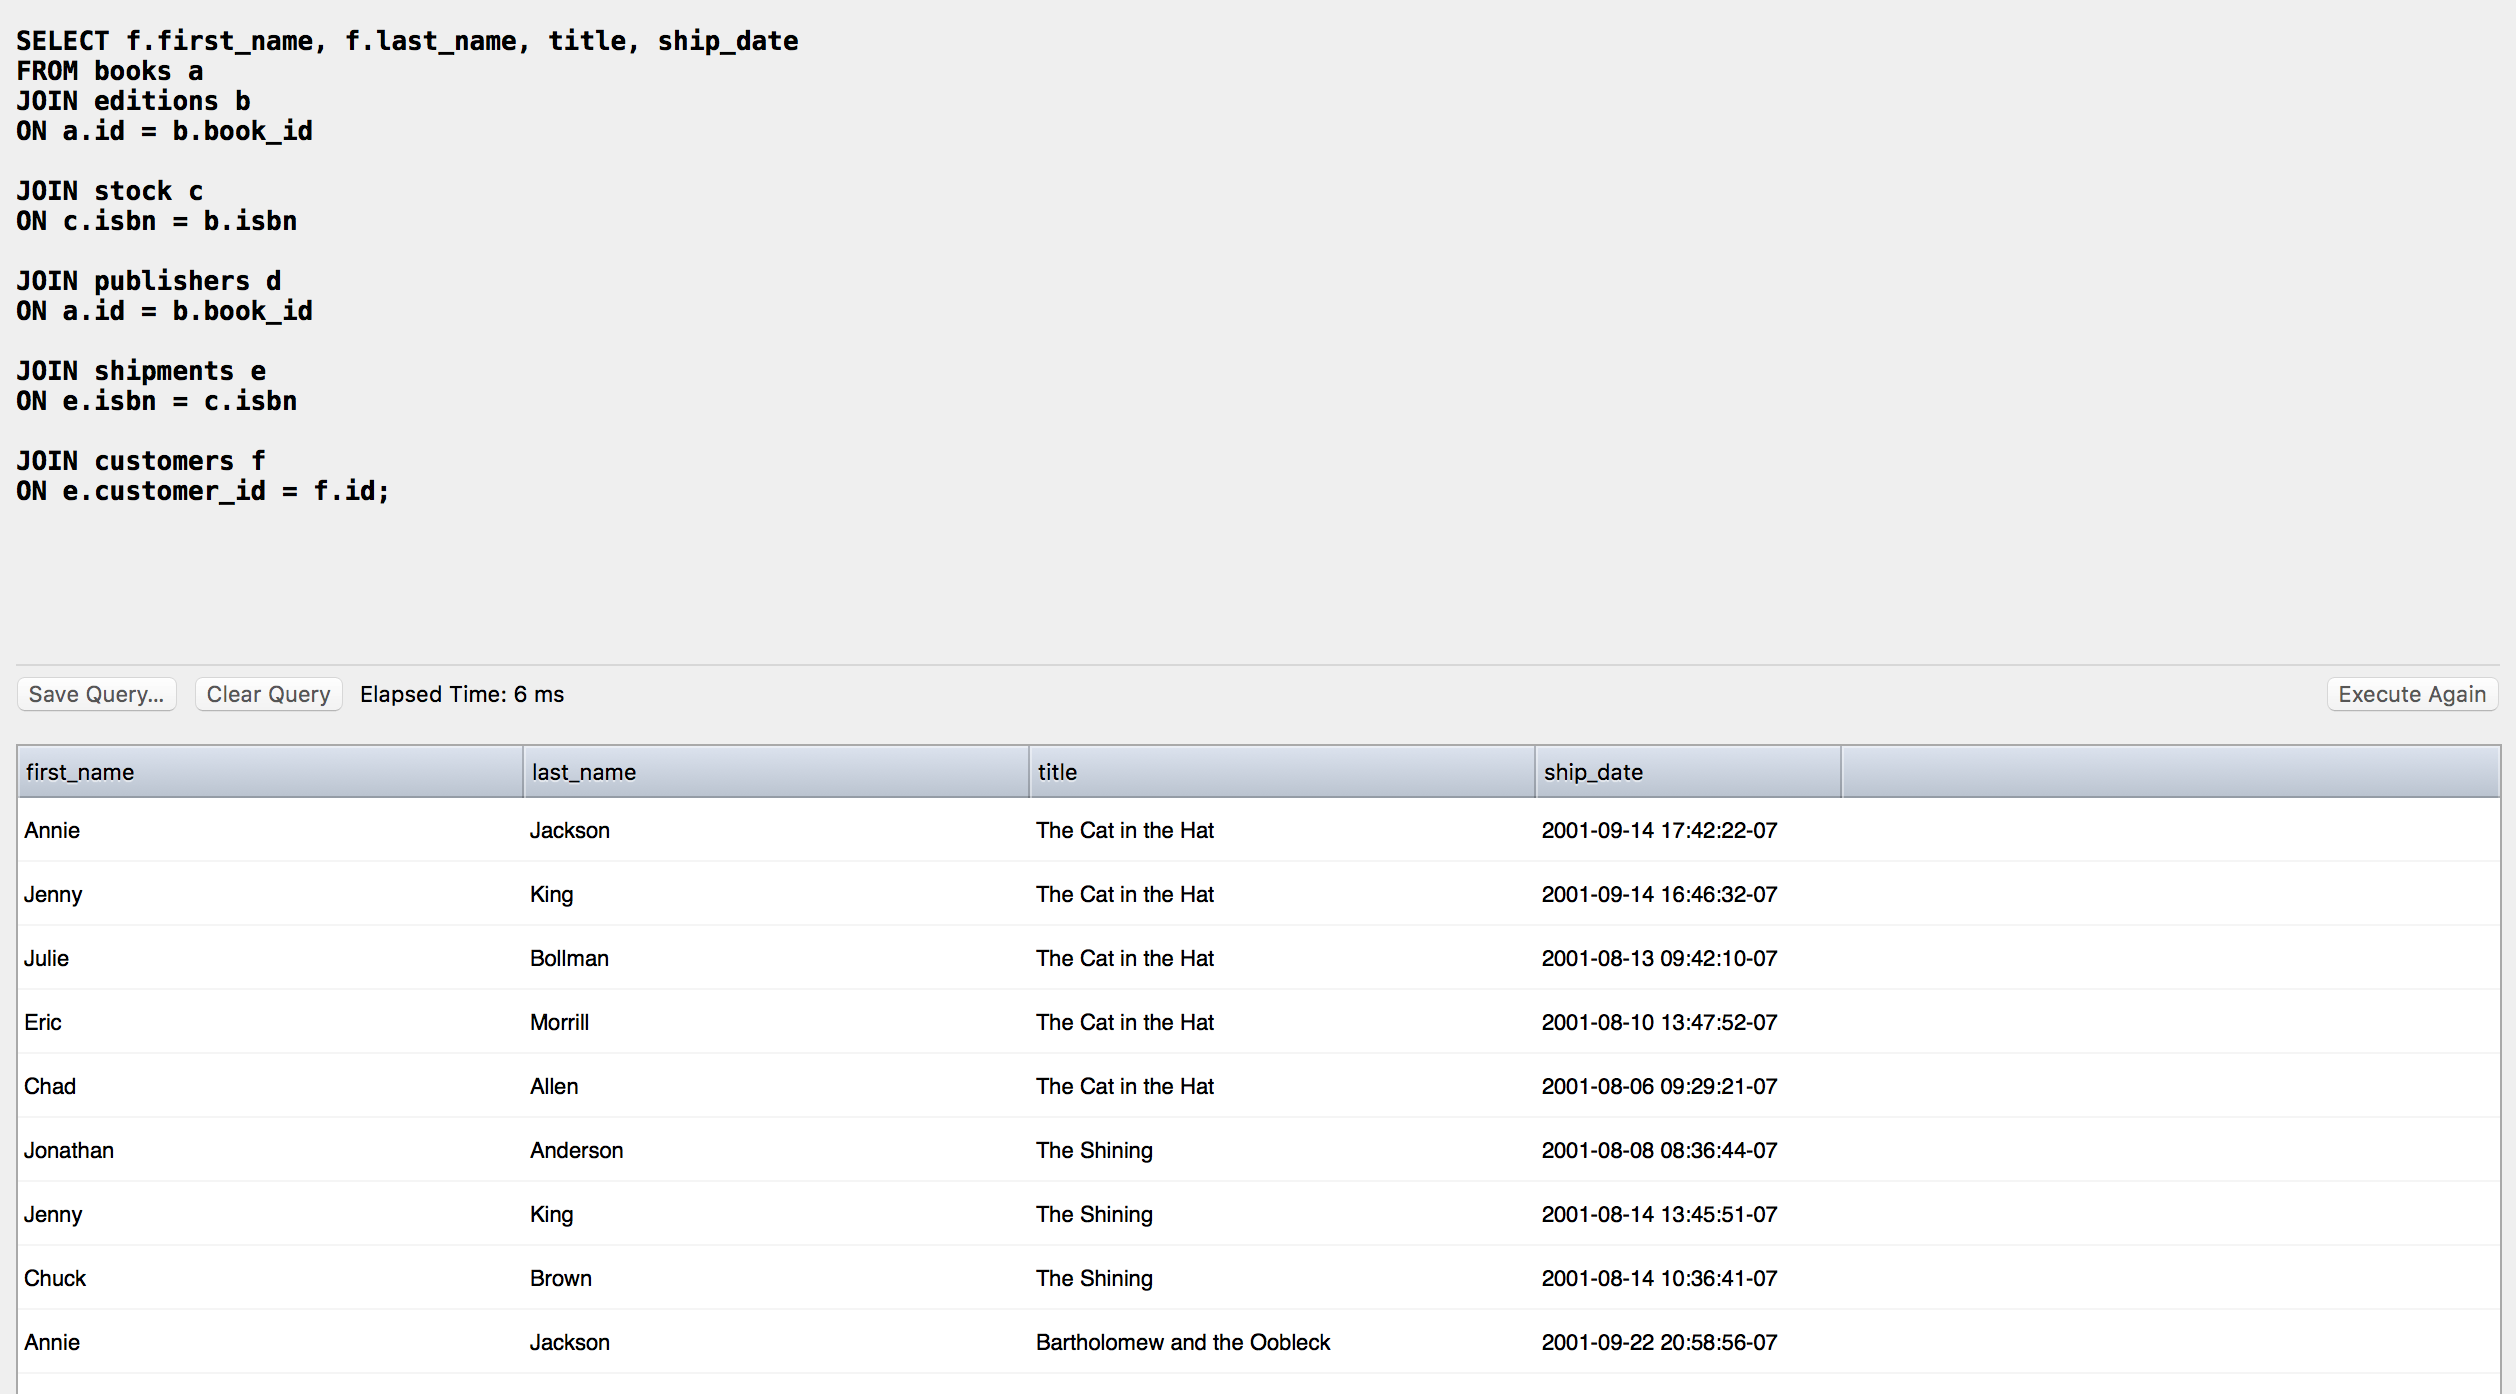 SELECT f.first_name, f.last_name, title, ship_date
FROM books a
JOIN editions b
ON a.id = b.book_id
JOIN stock c
ON c.isbn = b.isbn
JOIN publishers d
ON a.id = b.book_id
JOIN shipments e
ON e.isbn = c.isbn
JOIN customers f
ON e.customer_id = f.id;
Save Query... Clear Query Elapsed Time: 6 ms Execute Again
first_name last_name title ship_date
Annie Jackson The Cat in the Hat 2001-09-14 17:42:22-07
Jenny King The Cat in the Hat 2001-09-14 16:46:32-07
Julie Bollman The Cat in the Hat 2001-08-13 09:42:10-07
Eric Morrill The Cat in the Hat 2001-08-10 13:47:52-07
Chad Allen The Cat in the Hat 2001-08-06 09:29:21-07
Jonathan Anderson The Shining 2001-08-08 08:36:44-07
Jenny King The Shining 2001-08-14 13:45:51-07
Chuck Brown The Shining 2001-08-14 10:36:41-07
Annie Jackson Bartholomew and the Oobleck 2001-09-22 20:58:56-07